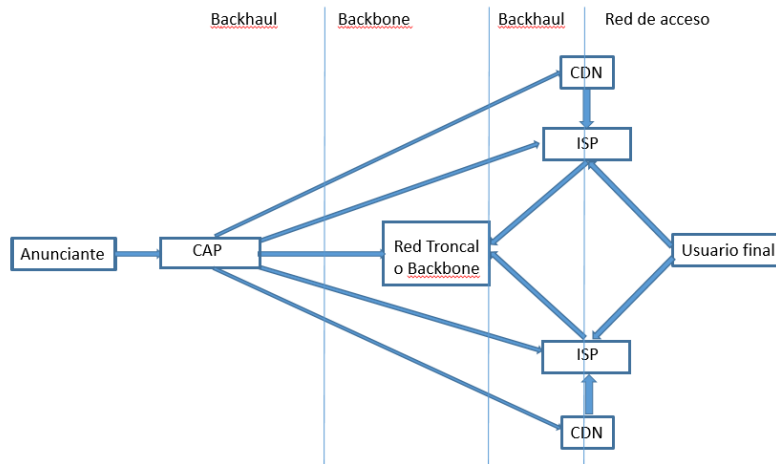 Backhaul
Backbone
Backhaul
Red de acceso
CDN
ISP
Anunciante
CAP
Red Troncal
o Backbone
Usuario final
ISP
CDN